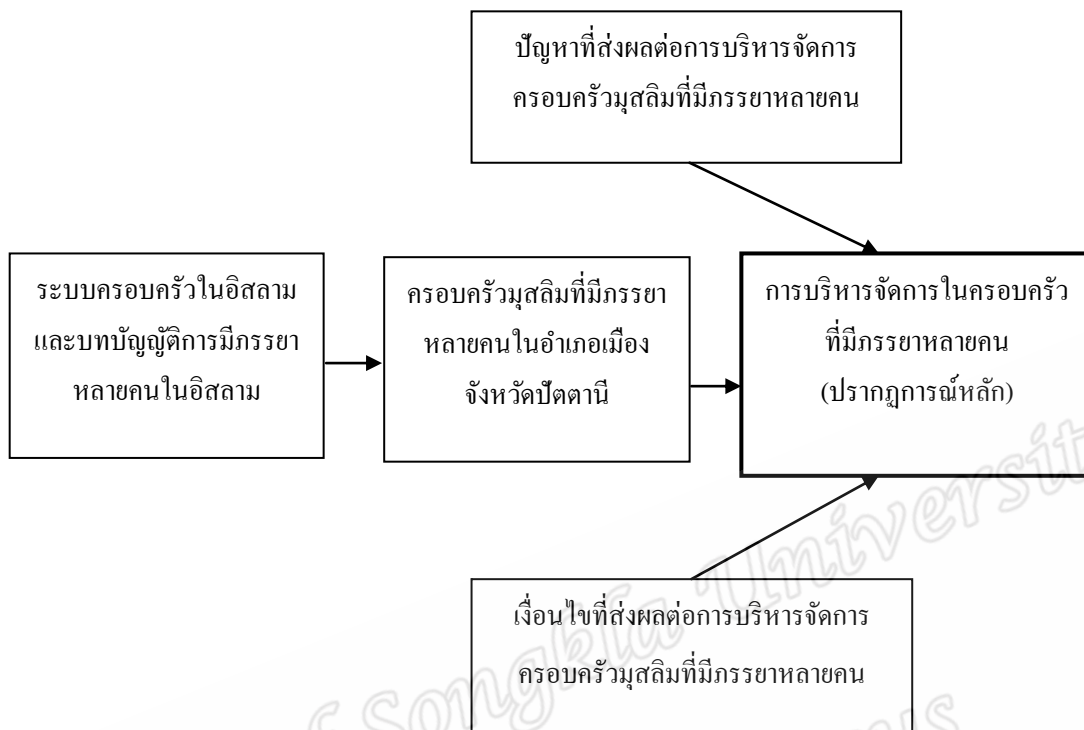 ปัญหาที่ส่งผลต่อการบริหารจัดการ
ครอบครัวมุสลิมที่มีภรรยาหลายคน
ระบบครอบครัวในอิสลาม
และบทบัญญัติการมีภรรยา
หลายคนในอิสลาม
ครอบครัวมุสลิมที่มีภรรยา
หลายคนในอำเภอเมือง
จังหวัดปัตตานี
การบริหารจัดการในครอบครัว
ที่มีภรรยาหลายคน
(ปรากฏการณ์หลัก)
เงื่อนไขที่ส่งผลต่อการบริหารจัดการ
ครอบครัวมุสลิมที่มีภรรยาหลายคน
f Songkla Universit